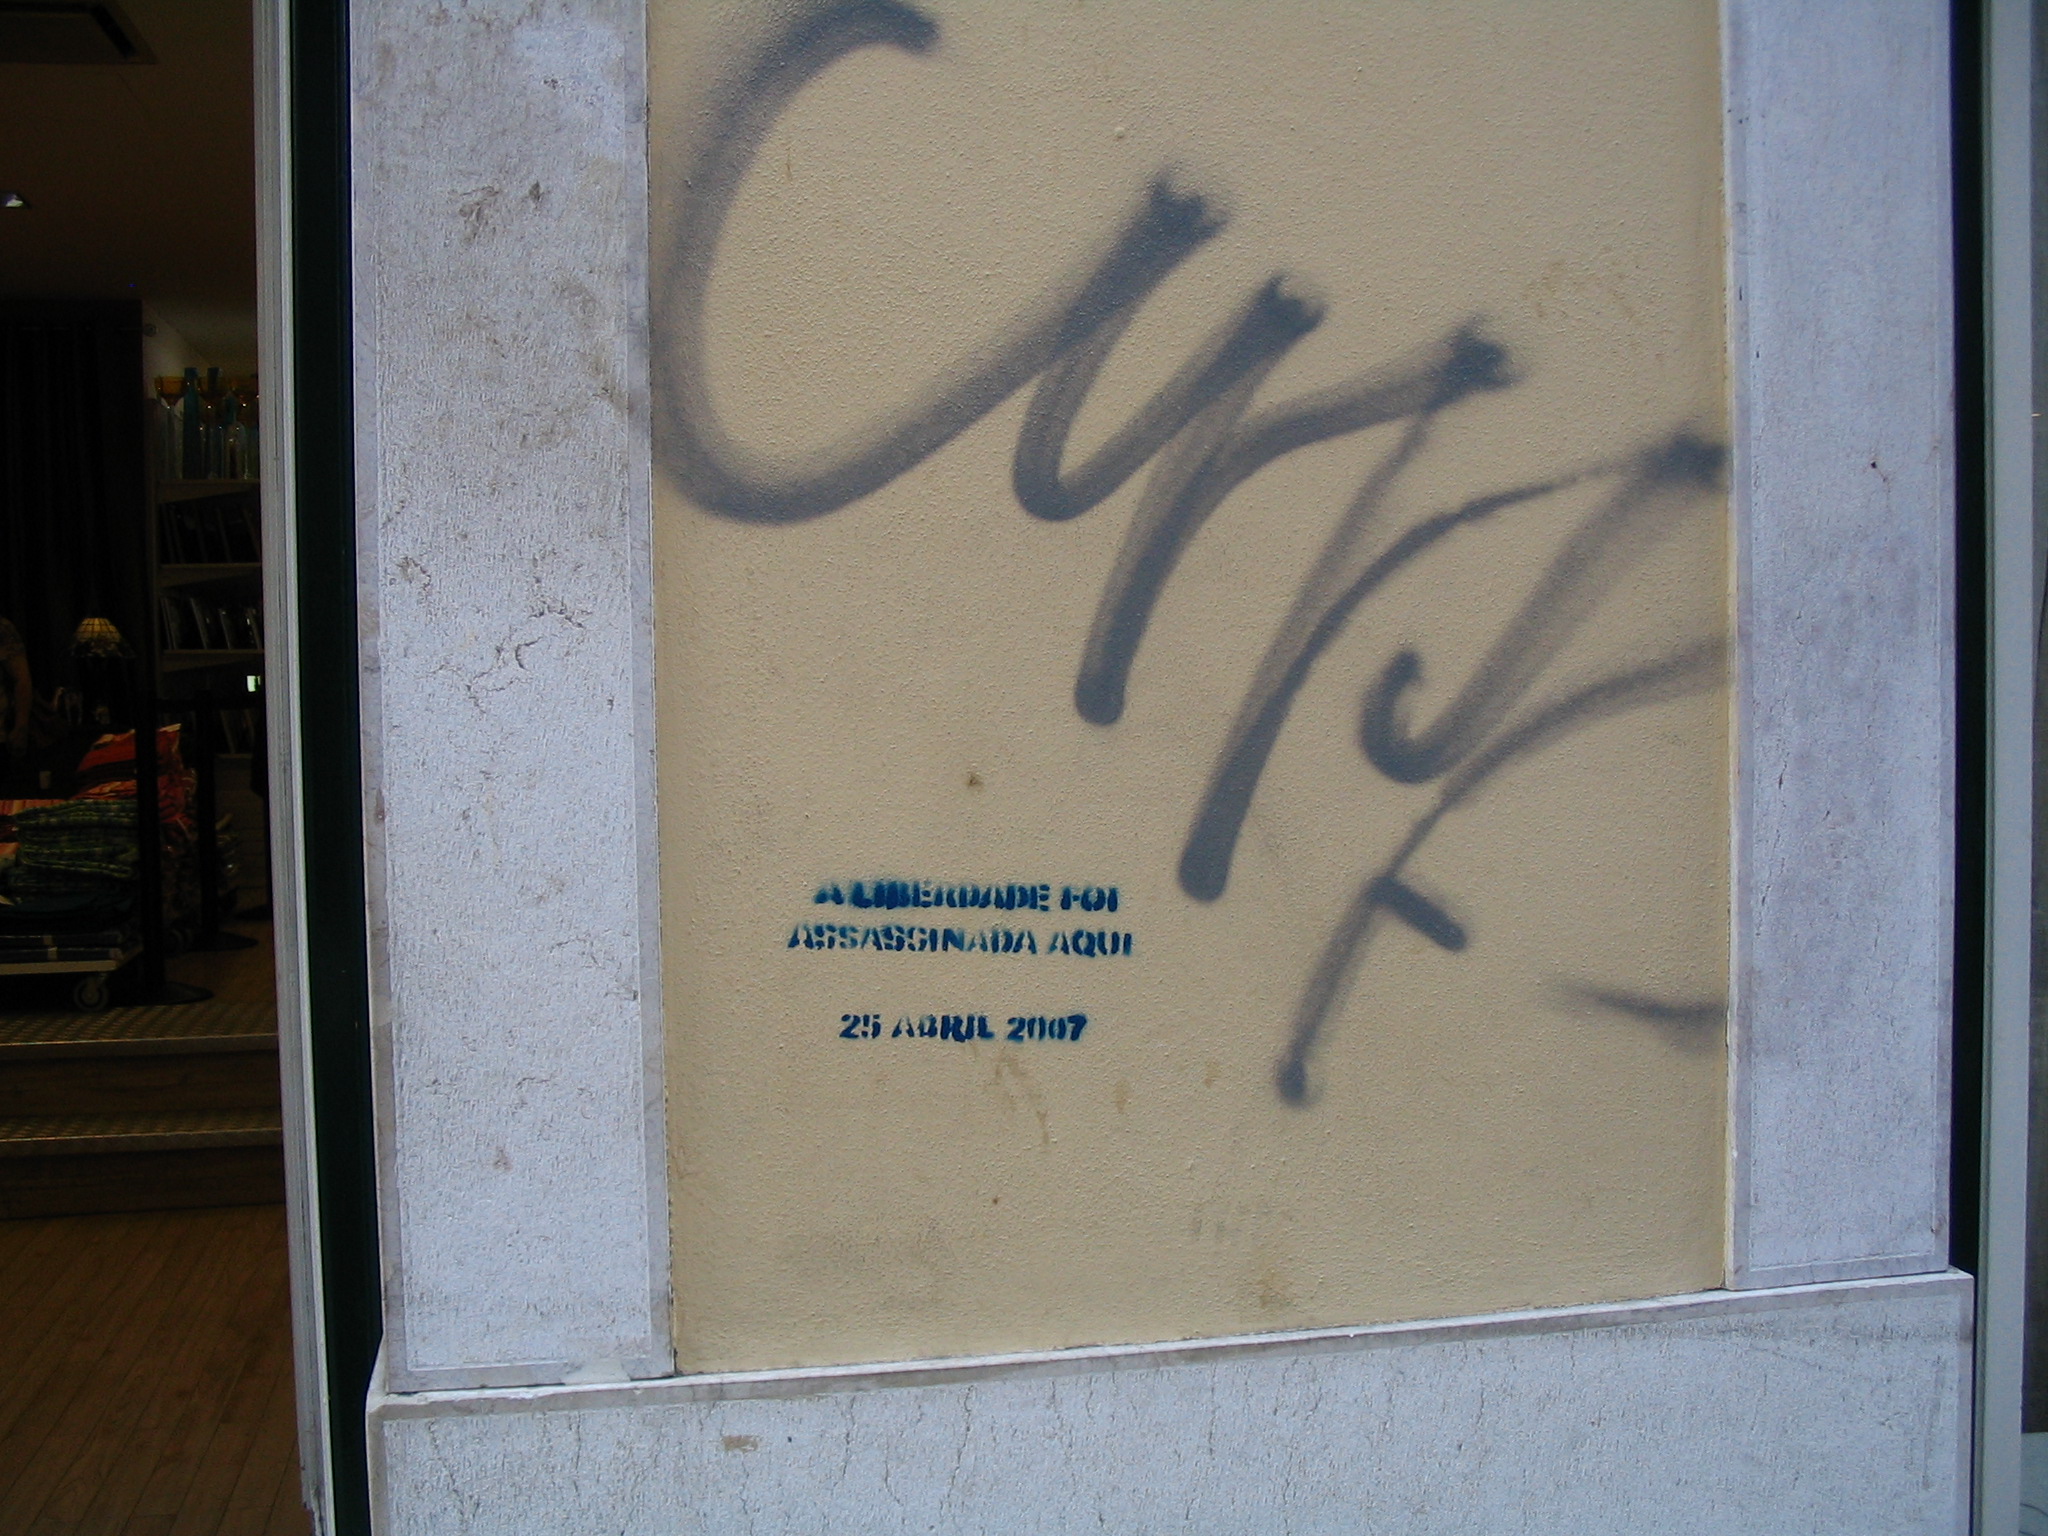 A LIBERDADE FOI
ASSASSINADA AQUI
25 ABRIL 2007